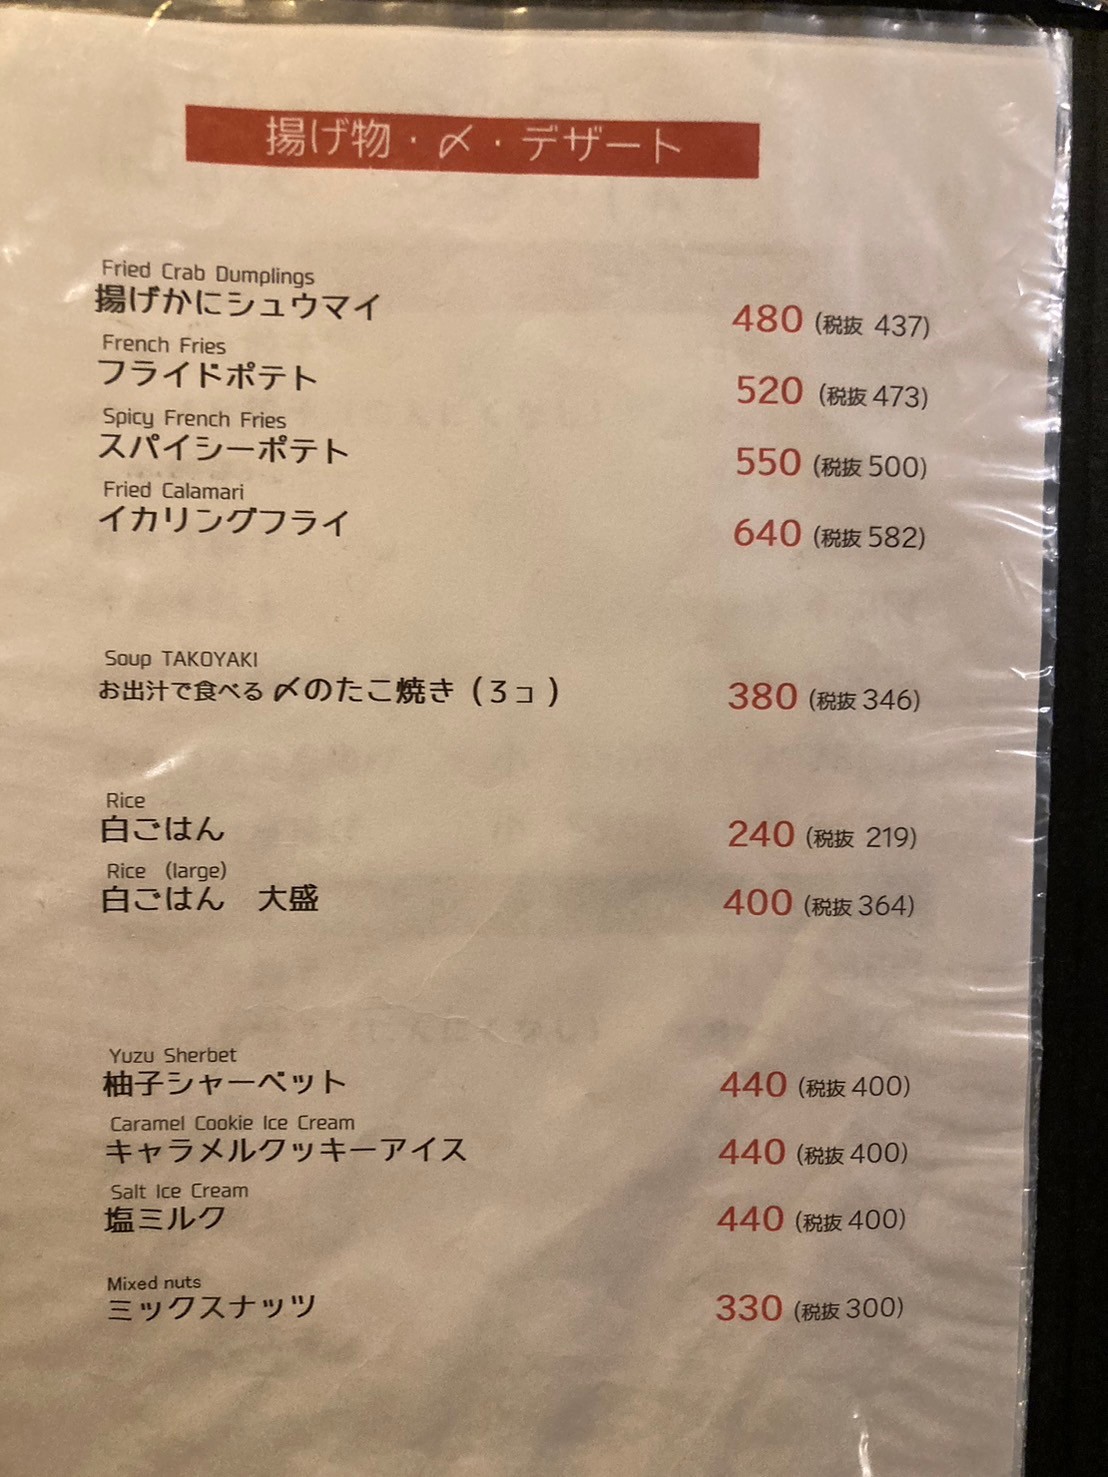 揚げ物・〆・デザート
Fried Crab Dumplings
揚げかにシュウマイ 480 (税抜 437)
French Fries
フライドポテト 520 (税抜 473)
Spicy French Fries
スパイシーポテト 550 (税抜 500)
Fried Calamari
イカリングフライ 640 (税抜 582)
Soup TAKOYAKI
お出汁で食べる 〆のたこ焼き (3コ) 380 (税抜 346)
Rice
白ごはん 240 (税抜 219)
Rice (large)
白ごはん 大盛 400 (税抜 364)
Yuzu Sherbet
柚子シャーベット 440 (税抜 400)
Caramel Cookie Ice Cream
キャラメルクッキーアイス 440 (税抜 400)
Salt Ice Cream
塩ミルク 440 (税抜 400)
Mixed nuts
ミックスナッツ 330 (税抜 300)